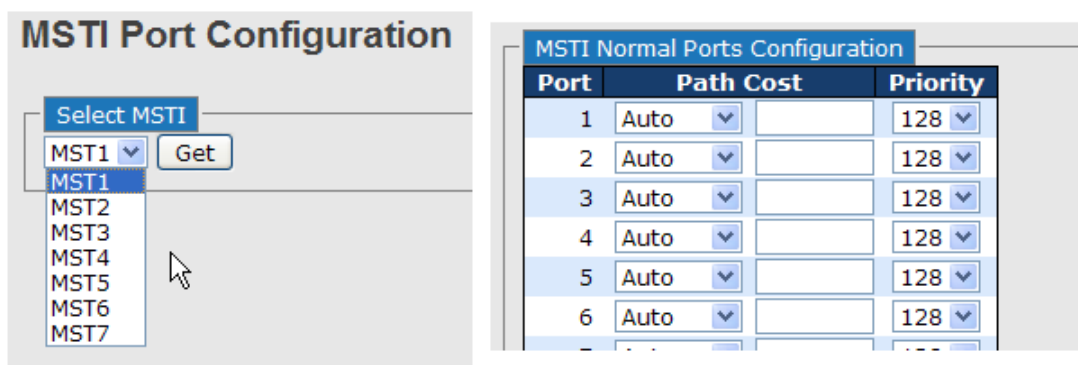 MSTI Port Configuration
Select MSTI
MST1 Get
MST1
MST2
MST3
MST4
MST5
MST6
MST7
MSTI Normal Ports Configuration
Port Path Cost Priority
1 Auto 128
2 Auto 128
3 Auto 128
4 Auto 128
5 Auto 128
6 Auto 128